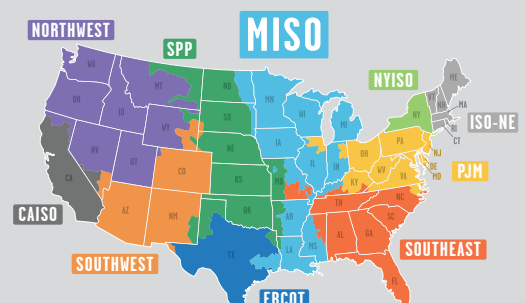 MISO
NORTHWEST
SPP
NYISO
ISO-NE
PJM
CAISO
SOUTHWEST
SOUTHEAST
ERCOT
WA
MT
ND
MN
ME
OR
ID
SD
WI
MI
VT
NH
NY
MA
RI
CT
WY
NE
IA
PA
NJ
NV
UT
CO
IL
IN
OH
DE
MD
CA
KS
MO
KY
WV
VA
AZ
NM
OK
AR
TN
NC
SC
TX
LA
MS
AL
GA
FL